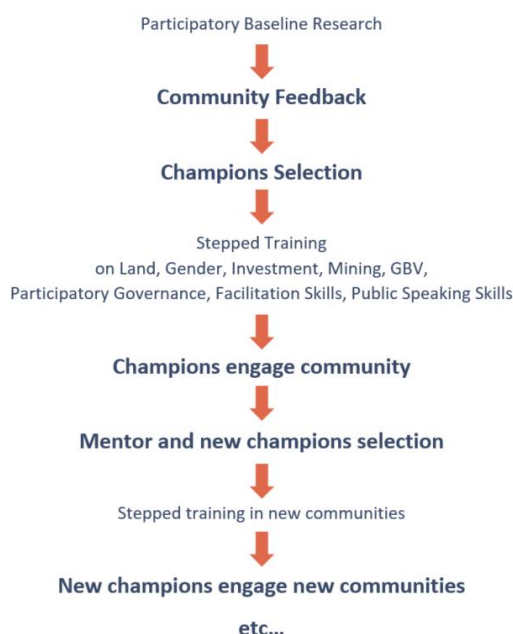 Participatory Baseline Research
Community Feedback
Champions Selection
Stepped Training
on Land, Gender, Investment, Mining, GBV,
Participatory Governance, Facilitation Skills, Public Speaking Skills
Champions engage community
Mentor and new champions selection
Stepped training in new communities
New champions engage new communities
etc...